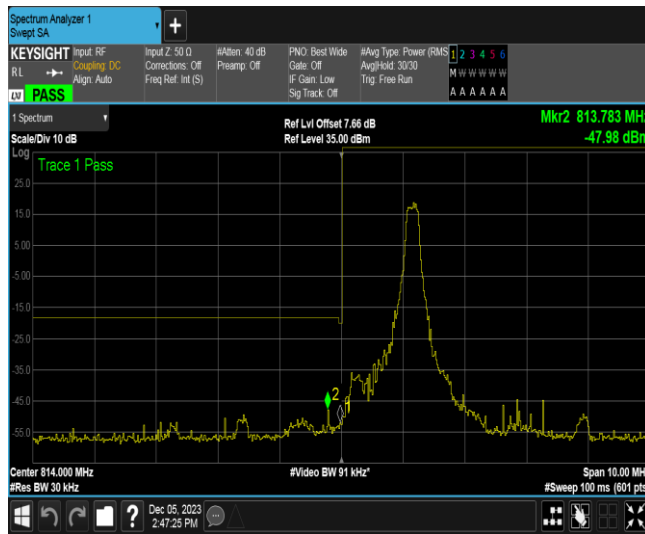 Spectrum Analyzer 1
Swept SA
+
KEYSIGHT
RL
LXI PASS
Input: RF
Coupling: DC
Align: Auto
Input Z: 50 Ω
Corrections: Off
Freq Ref: Int (S)
#Atten: 40 dB
Preamp: Off
PNO: Best Wide
Gate: Off
IF Gain: Low
Sig Track: Off
#Avg Type: Power (RMS
Avg|Hold: 30/30
Trig: Free Run
1 2 3 4 5 6
M W W W W W
A A A A A A
1 Spectrum
Scale/Div 10 dB
Ref Lvl Offset 7.66 dB
Ref Level 35.00 dBm
Mkr2 813.783 MHz
-47.98 dBm
Log
Trace 1 Pass
25.0
15.0
5.00
-5.00
-15.0
-25.0
-35.0
-45.0
-55.0
2
1
Center 814.000 MHz
#Res BW 30 kHz
#Video BW 91 kHz*
Span 10.00 MH
#Sweep 100 ms (601 pts
?
Dec 05, 2023
2:47:25 PM